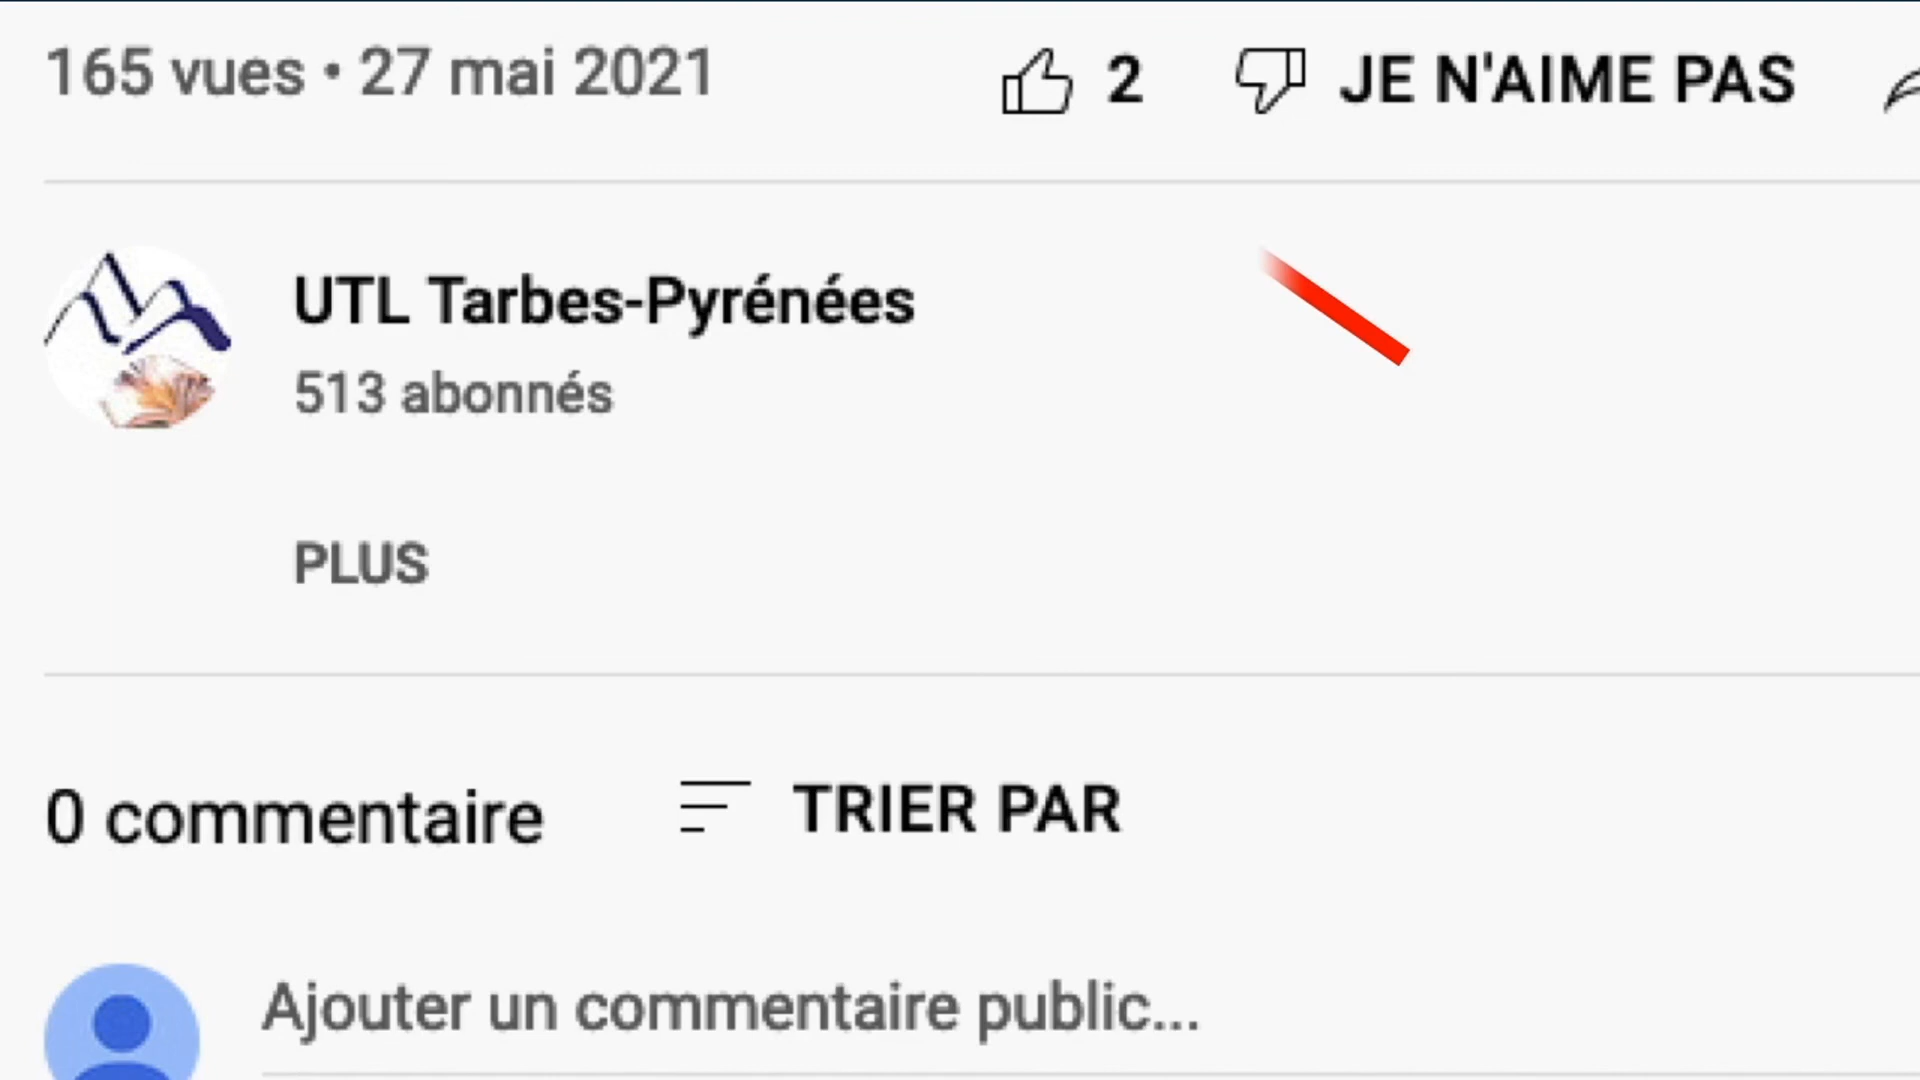 165 vues • 27 mai 2021
2
JE N'AIME PAS
UTL Tarbes-Pyrénées
513 abonnés
PLUS
0 commentaire
TRIER PAR
Ajouter un commentaire public...